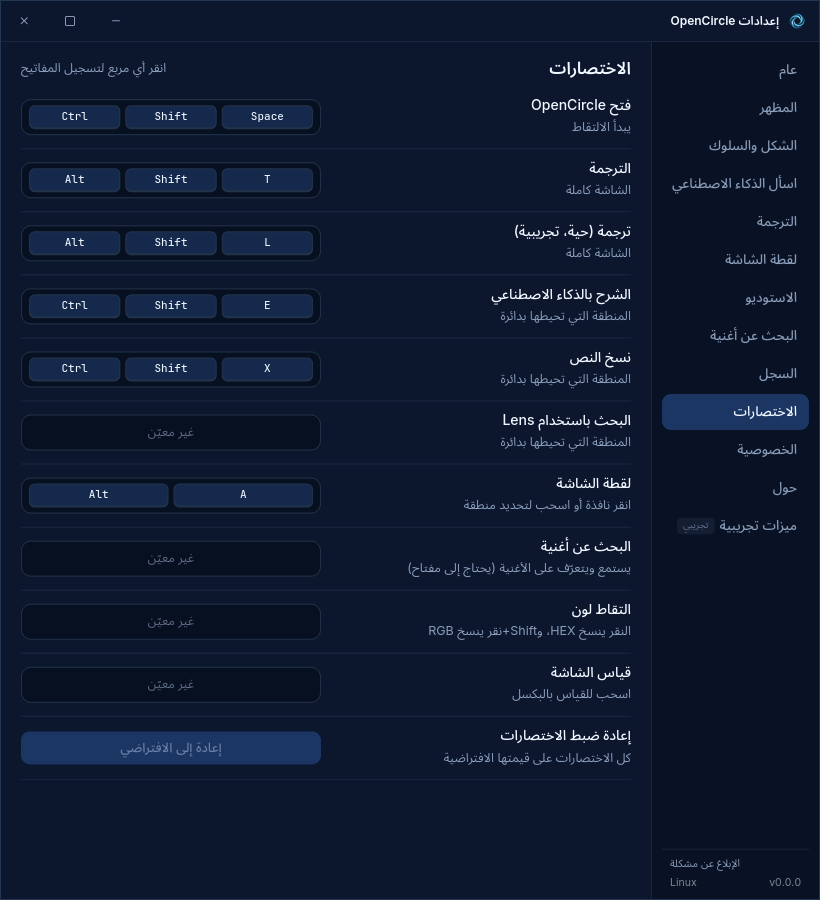 إعدادات OpenCircle
عام
المظهر
الشكل والسلوك
اسأل الذكاء الاصطناعي
الترجمة
لقطة الشاشة
الاستوديو
البحث عن أغنية
السجل
الاختصارات
الخصوصية
حول
ميزات تجريبية تجريبي
الإبلاغ عن مشكلة
Linux v0.0.0
الاختصارات
انقر أي مربع لتسجيل المفاتيح
فتح OpenCircle
يبدأ الالتقاط
Ctrl Shift Space
الترجمة
الشاشة كاملة
Alt Shift T
ترجمة (حية، تجريبية)
الشاشة كاملة
Alt Shift L
الشرح بالذكاء الاصطناعي
المنطقة التي تحيطها بدائرة
Ctrl Shift E
نسخ النص
المنطقة التي تحيطها بدائرة
Ctrl Shift X
البحث باستخدام Lens
المنطقة التي تحيطها بدائرة
غير معيّن
لقطة الشاشة
انقر نافذة أو اسحب لتحديد منطقة
Alt A
البحث عن أغنية
يستمع ويتعرّف على الأغنية (يحتاج إلى مفتاح)
غير معيّن
التقاط لون
النقر ينسخ HEX، وShift+نقر ينسخ RGB
غير معيّن
قياس الشاشة
اسحب للقياس بالبكسل
غير معيّن
إعادة ضبط الاختصارات
كل الاختصارات على قيمتها الافتراضية
إعادة إلى الافتراضي